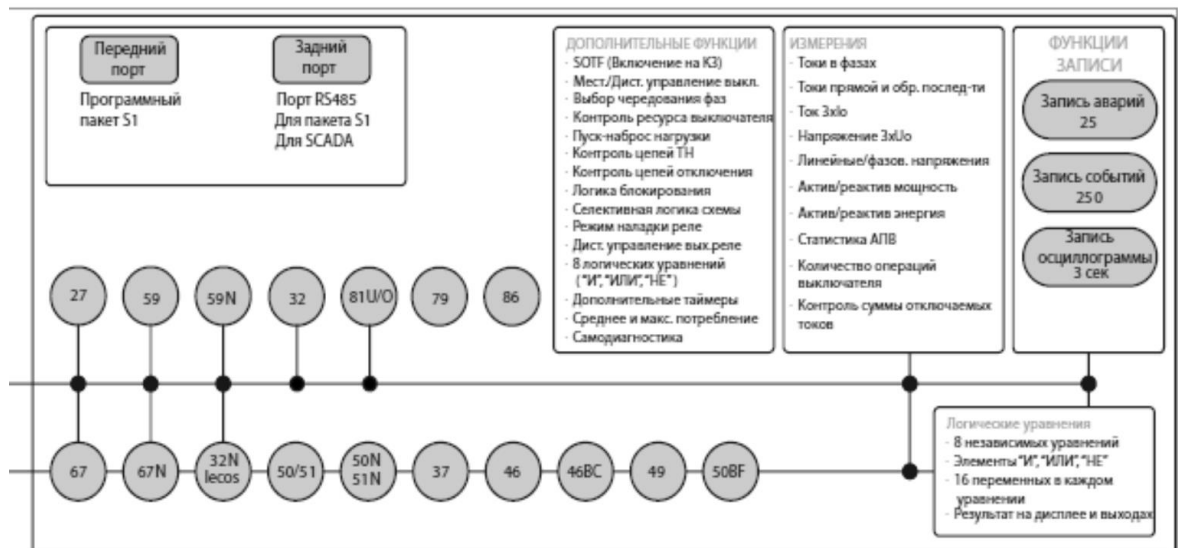 Передний
порт
Программный
пакет S1
Задний
порт
Порт RS485
Для пакета S1
Для SCADA
ДОПОЛНИТЕЛЬНЫЕ ФУНКЦИИ
· SOTF (Включение на КЗ)
· Мест./Дист. управление выкл.
· Выбор чередования фаз
· Контроль ресурса выключателя
· Пуск-наброс нагрузки
· Контроль цепей ТН
· Контроль цепей отключения
· Логика блокирования
· Селективная логика схемы
· Режим наладки реле
· Дист. управление вых.реле
· 8 логических уравнений
( "И", "ИЛИ", "НЕ" )
· Дополнительные таймеры
· Среднее и макс. потребление
· Самодиагностика
ИЗМЕРЕНИЯ
· Токи в фазах
· Токи прямой и обр. послед-ти
· Ток 3xIo
· Напряжение 3xUo
· Линейные/фазов. напряжения
· Актив/реактив мощность
· Актив/реактив энергия
· Статистика АПВ
· Количество операций
выключателя
· Контроль суммы отключаемых
токов
ФУНКЦИИ
ЗАПИСИ
Запись аварий
25
Запись событий
250
Запись
осциллограммы
3 сек
27
59
59N
32
81U/O
79
86
67
67N
32N
Iecos
50/51
50N
51N
37
46
46BC
49
50BF
Логические уравнения
· 8 независимых уравнений
· Элементы "И", "ИЛИ", "НЕ"
· 16 переменных в каждом
уравнении
· Результат на дисплее и выходах